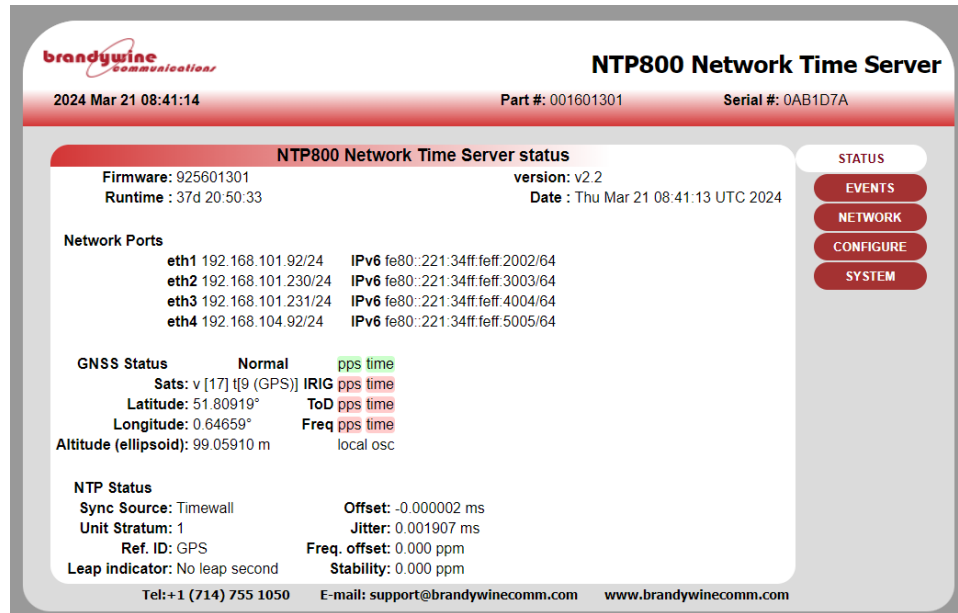 brandywine
communications
NTP800 Network Time Server
2024 Mar 21 08:41:14 Part #: 001601301 Serial #: 0AB1D7A
NTP800 Network Time Server status
Firmware: 925601301 version: v2.2
Runtime : 37d 20:50:33 Date : Thu Mar 21 08:41:13 UTC 2024
STATUS
EVENTS
NETWORK
CONFIGURE
SYSTEM
Network Ports
eth1 192.168.101.92/24 IPv6 fe80::221:34ff:feff:2002/64
eth2 192.168.101.230/24 IPv6 fe80::221:34ff:feff:3003/64
eth3 192.168.101.231/24 IPv6 fe80::221:34ff:feff:4004/64
eth4 192.168.104.92/24 IPv6 fe80::221:34ff:feff:5005/64
GNSS Status Normal pps time
Sats: v [17] t[9 (GPS)] IRIG pps time
Latitude: 51.80919° ToD pps time
Longitude: 0.64659° Freq pps time
Altitude (ellipsoid): 99.05910 m local osc
NTP Status
Sync Source: Timewall Offset: -0.000002 ms
Unit Stratum: 1 Jitter: 0.001907 ms
Ref. ID: GPS Freq. offset: 0.000 ppm
Leap indicator: No leap second Stability: 0.000 ppm
Tel:+1 (714) 755 1050 E-mail: support@brandywinecomm.com www.brandywinecomm.com